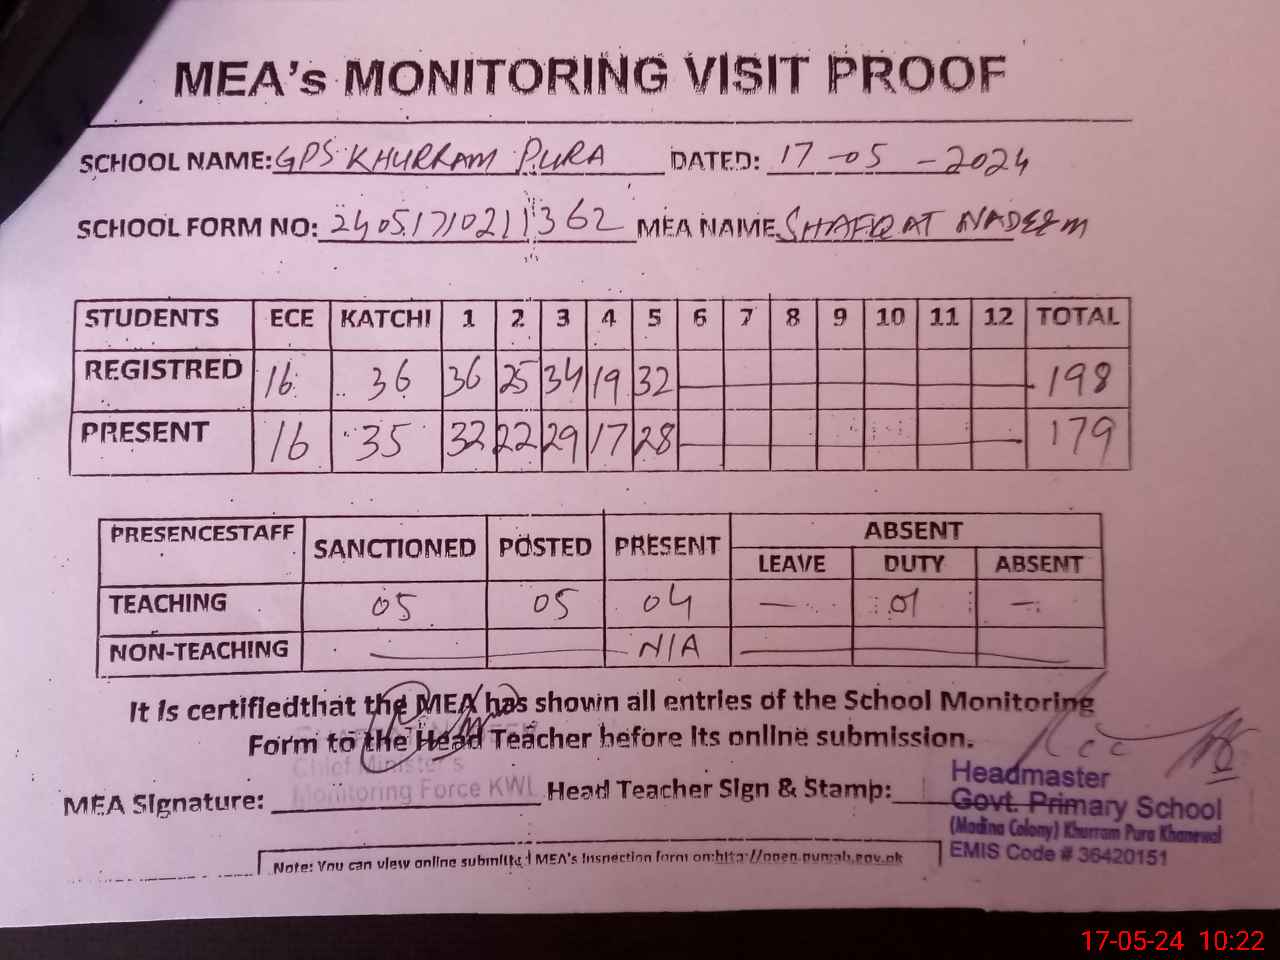 MEA's MONITORING VISIT PROOF
SCHOOL NAME: GPS KHURRAM PURA DATED: 17-05-2024
SCHOOL FORM NO: 24051710211362 MEA NAME SHAFQAT NADEEM
STUDENTS ECE KATCHI 1 2 3 4 5 6 7 8 9 10 11 12 TOTAL
REGISTRED 16 36 36 25 34 19 32 198
PRESENT 16 35 32 22 29 17 28 179
PRESENCESTAFF SANCTIONED POSTED PRESENT ABSENT
LEAVE DUTY ABSENT
TEACHING 05 05 04 — 01 —
NON-TEACHING N/A
It is certifiedthat the MEA has shown all entries of the School Monitoring
Form to the Head Teacher before its online submission.
Chief Minister's
Monitoring Force KWL
MEA Signature: Head Teacher Sign & Stamp:
Headmaster
Govt. Primary School
(Madina Colony) Khurram Pura Khanewal
EMIS Code # 36420151
Note: You can view online submitted MEA's Inspection form on:http://open.punjab.gov.pk
17-05-24 10:22